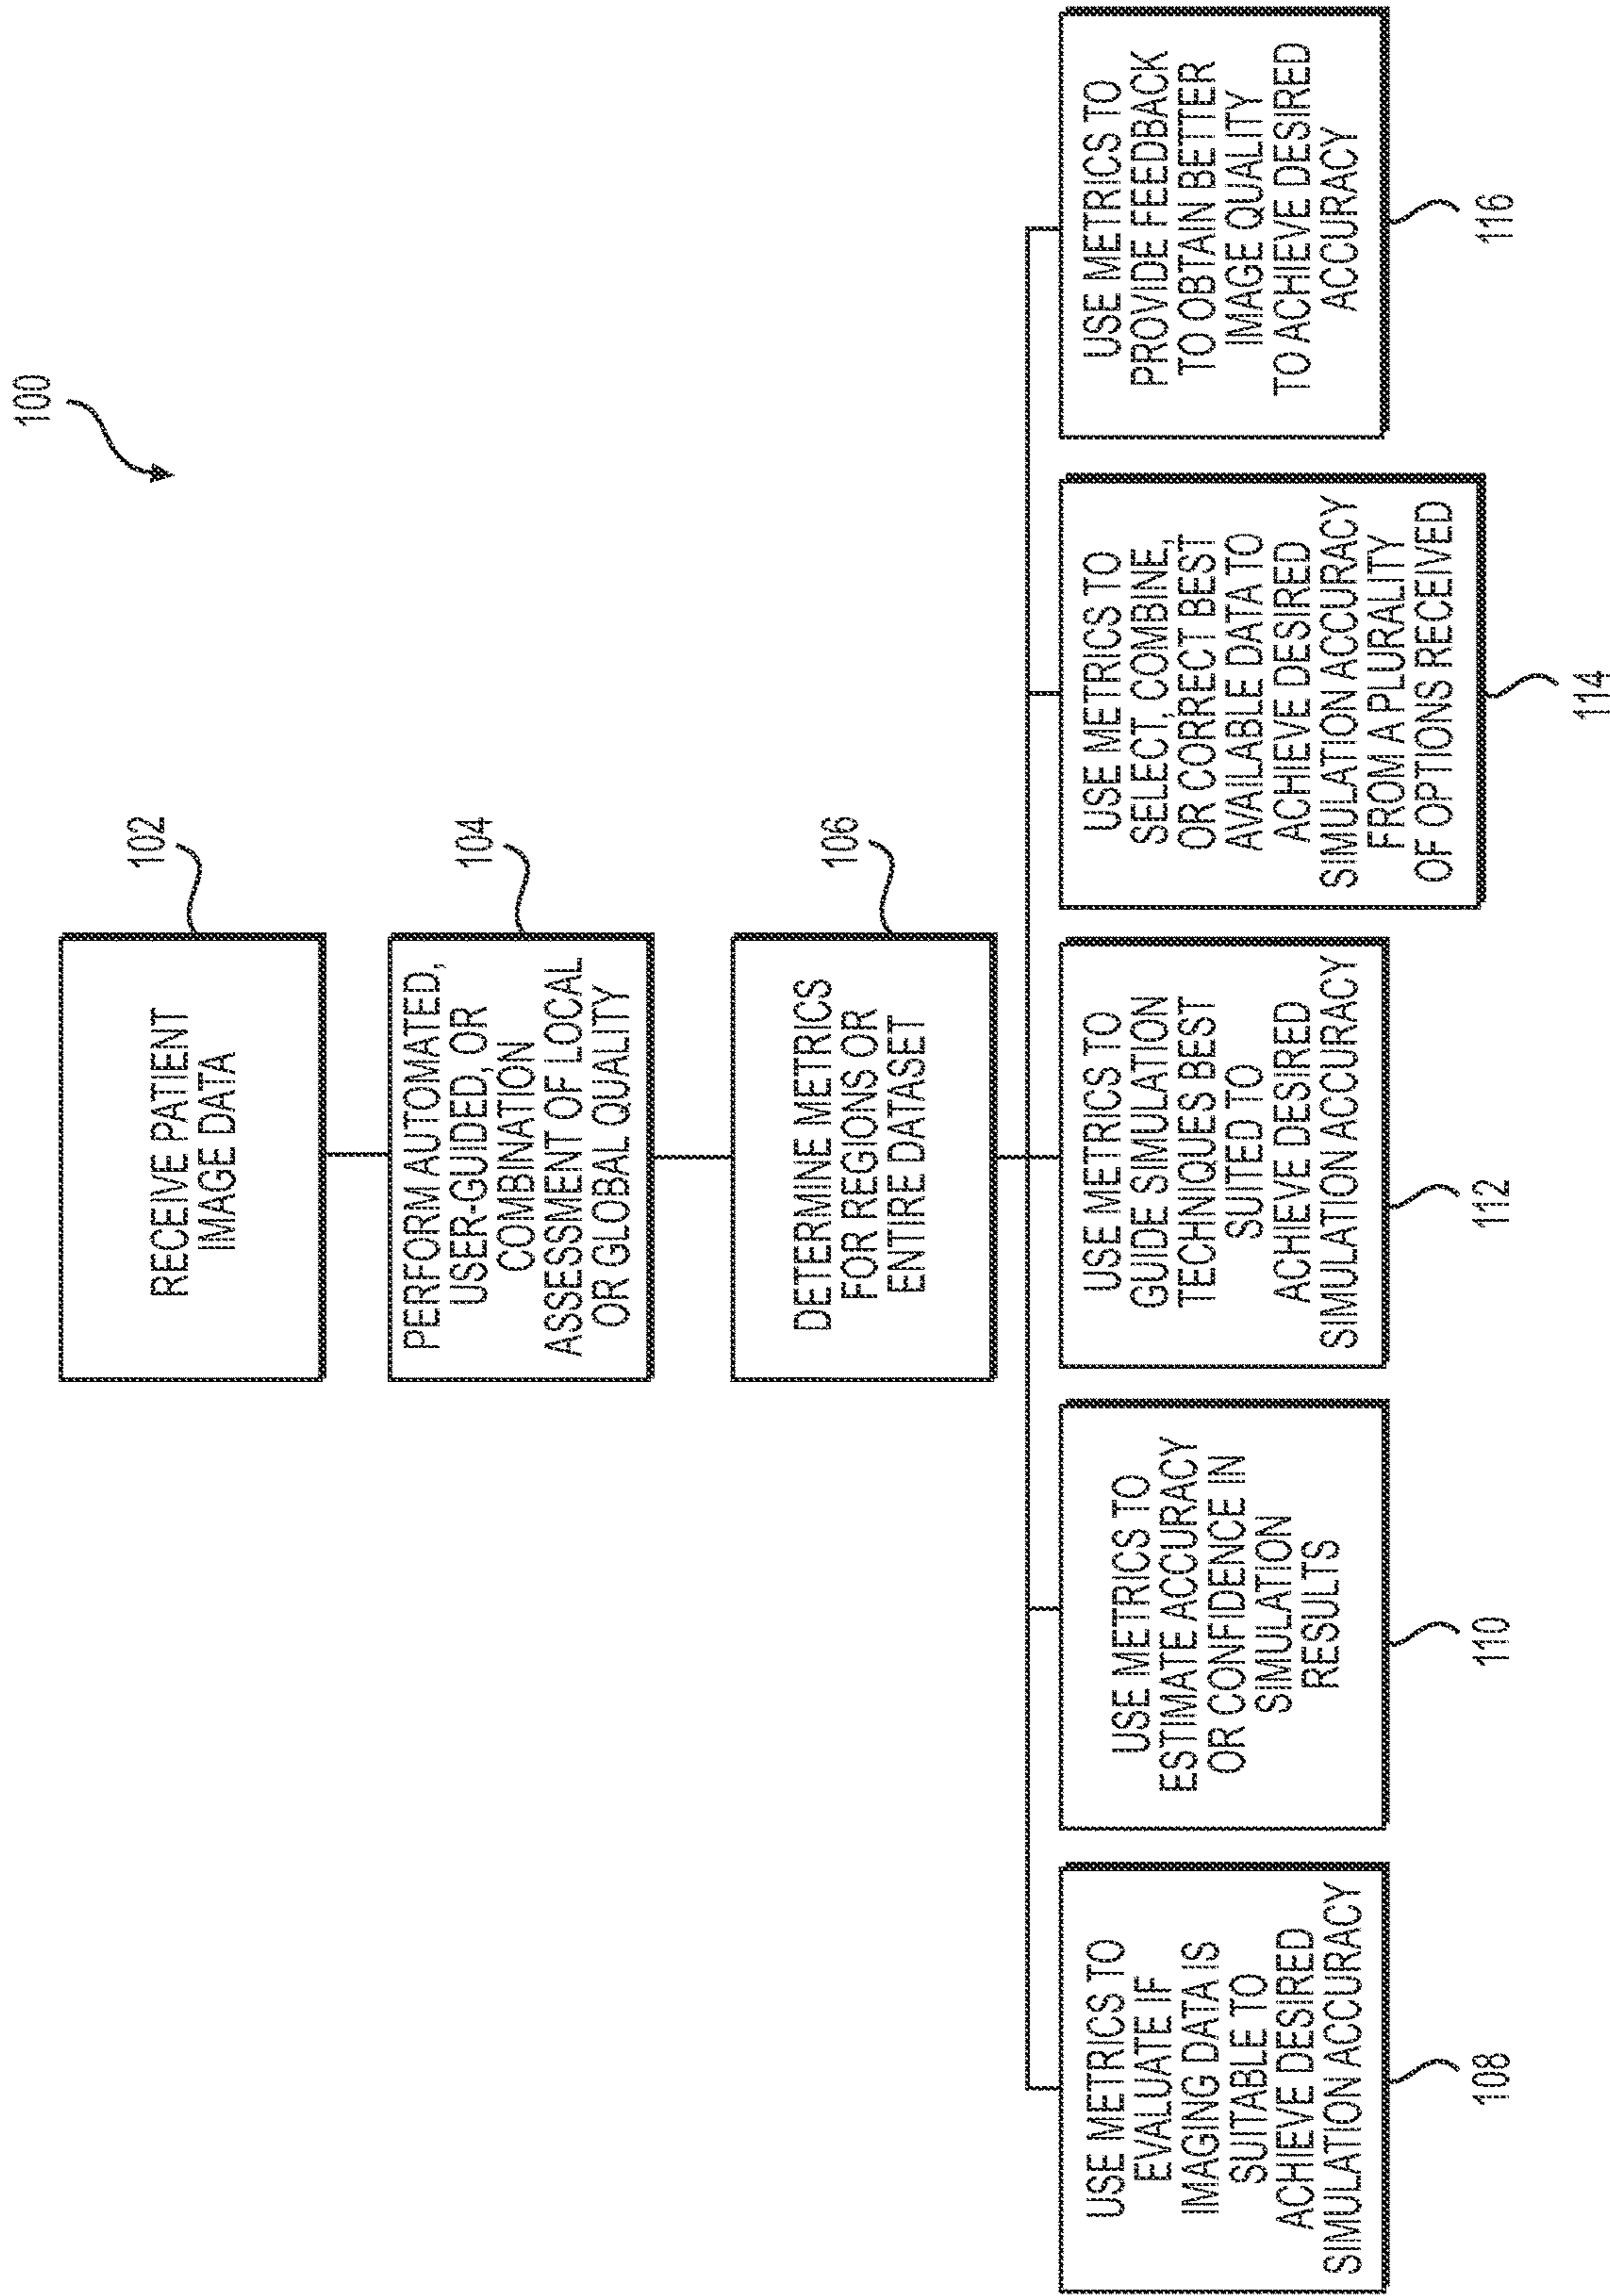 100
102
RECEIVE PATIENT
IMAGE DATA
104
PERFORM AUTOMATED,
USER-GUIDED, OR
COMBINATION
ASSESSMENT OF LOCAL
OR GLOBAL QUALITY
106
DETERMINE METRICS
FOR REGIONS OR
ENTIRE DATASET
USE METRICS TO
EVALUATE IF
IMAGING DATA IS
SUITABLE TO
ACHIEVE DESIRED
SIMULATION ACCURACY
108
USE METRICS TO
ESTIMATE ACCURACY
OR CONFIDENCE IN
SIMULATION
RESULTS
110
USE METRICS TO
GUIDE SIMULATION
TECHNIQUES BEST
SUITED TO
ACHIEVE DESIRED
SIMULATION ACCURACY
112
USE METRICS TO
SELECT, COMBINE,
OR CORRECT BEST
AVAILABLE DATA TO
ACHIEVE DESIRED
SIMULATION ACCURACY
FROM A PLURALITY
OF OPTIONS RECEIVED
114
USE METRICS TO
PROVIDE FEEDBACK
TO OBTAIN BETTER
IMAGE QUALITY
TO ACHIEVE DESIRED
ACCURACY
116